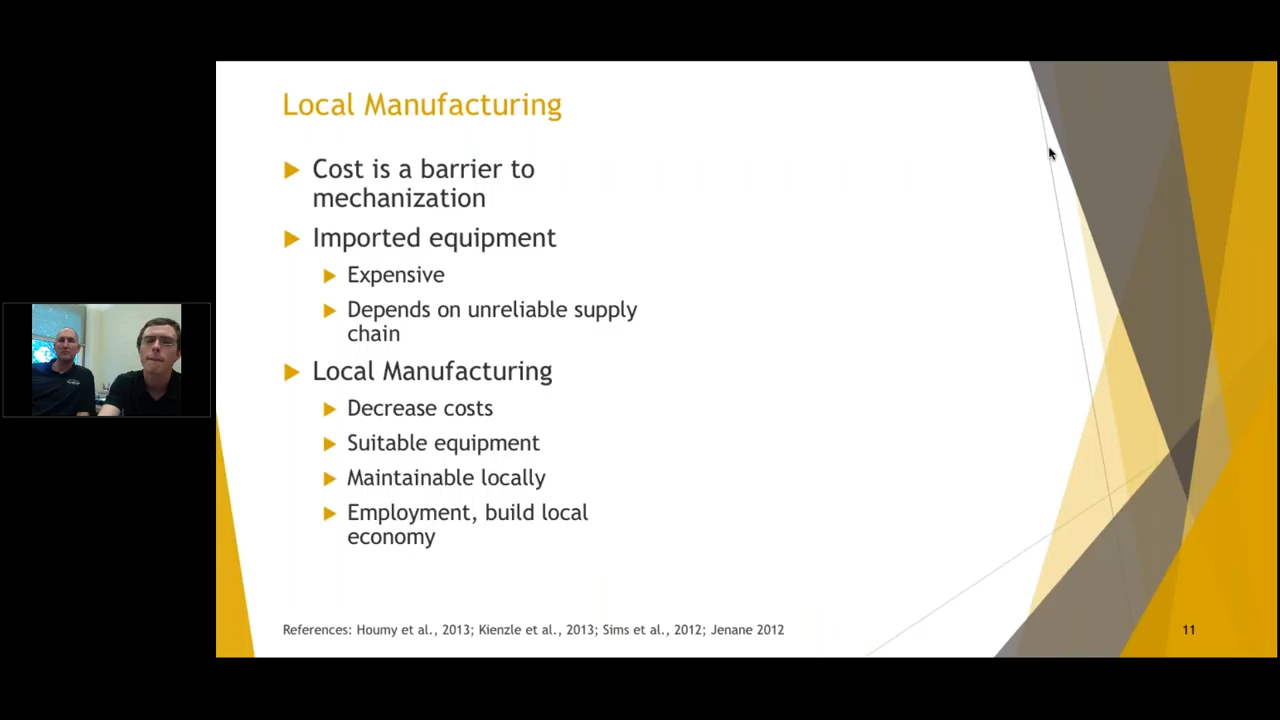 Local Manufacturing
Cost is a barrier to
mechanization
Imported equipment
Expensive
Depends on unreliable supply
chain
Local Manufacturing
Decrease costs
Suitable equipment
Maintainable locally
Employment, build local
economy
References: Houmy et al., 2013; Kienzle et al., 2013; Sims et al., 2012; Jenane 2012
11